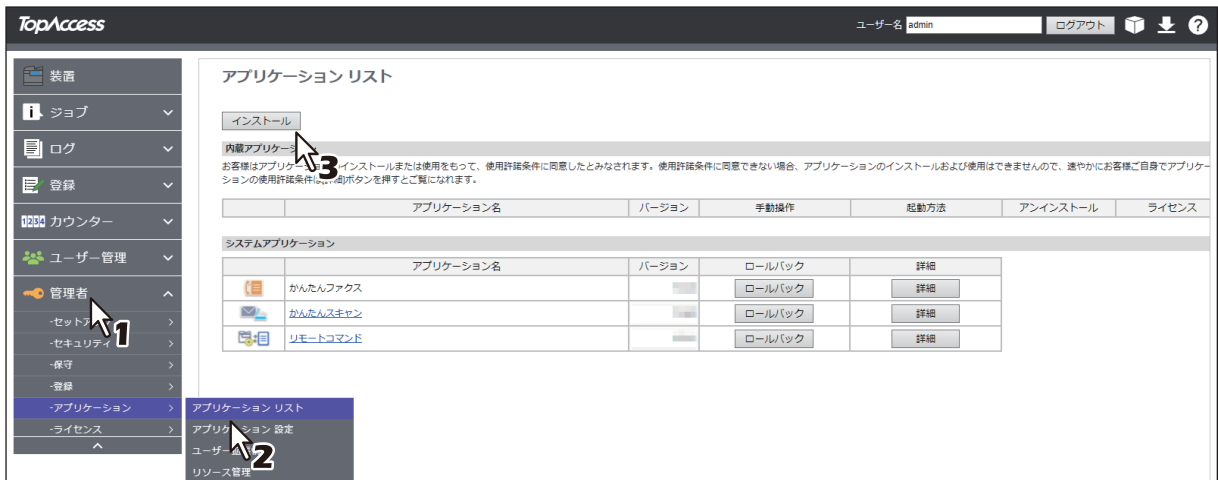 TopAccess
ユーザー名 admin ログアウト ?
装置
ジョブ
ログ
登録
1234 カウンター
ユーザー管理
管理者
-セットア
-セキュリティ
-保守
-登録
-アプリケーション
-ライセンス
アプリケーション リスト
アプリケーション 設定
ユーザー
リソース管理
1
2
アプリケーション リスト
インストール
3
内蔵アプリケーション
お客様はアプリケーションのインストールまたは使用をもって、使用許諾条件に同意したとみなされます。使用許諾条件に同意できない場合、アプリケーションのインストールおよび使用はできませんので、速やかにお客様ご自身でアプリケー
ションの使用許諾条件は[詳細]ボタンを押すとご覧になれます。
アプリケーション名 バージョン 手動操作 起動方法 アンインストール ライセンス
システムアプリケーション
アプリケーション名 バージョン ロールバック 詳細
かんたんファクス ロールバック 詳細
かんたんスキャン ロールバック 詳細
リモートコマンド ロールバック 詳細